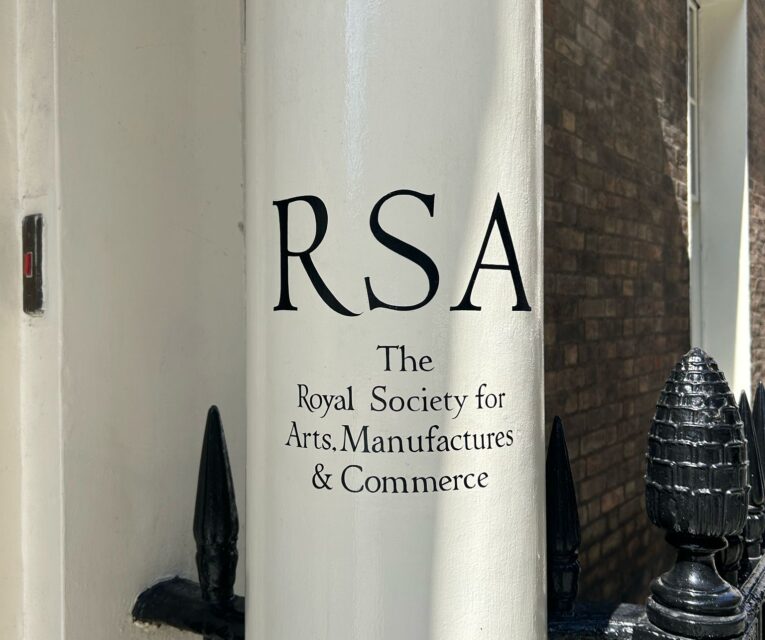 RSA
The
Royal Society for
Arts, Manufactures
& Commerce